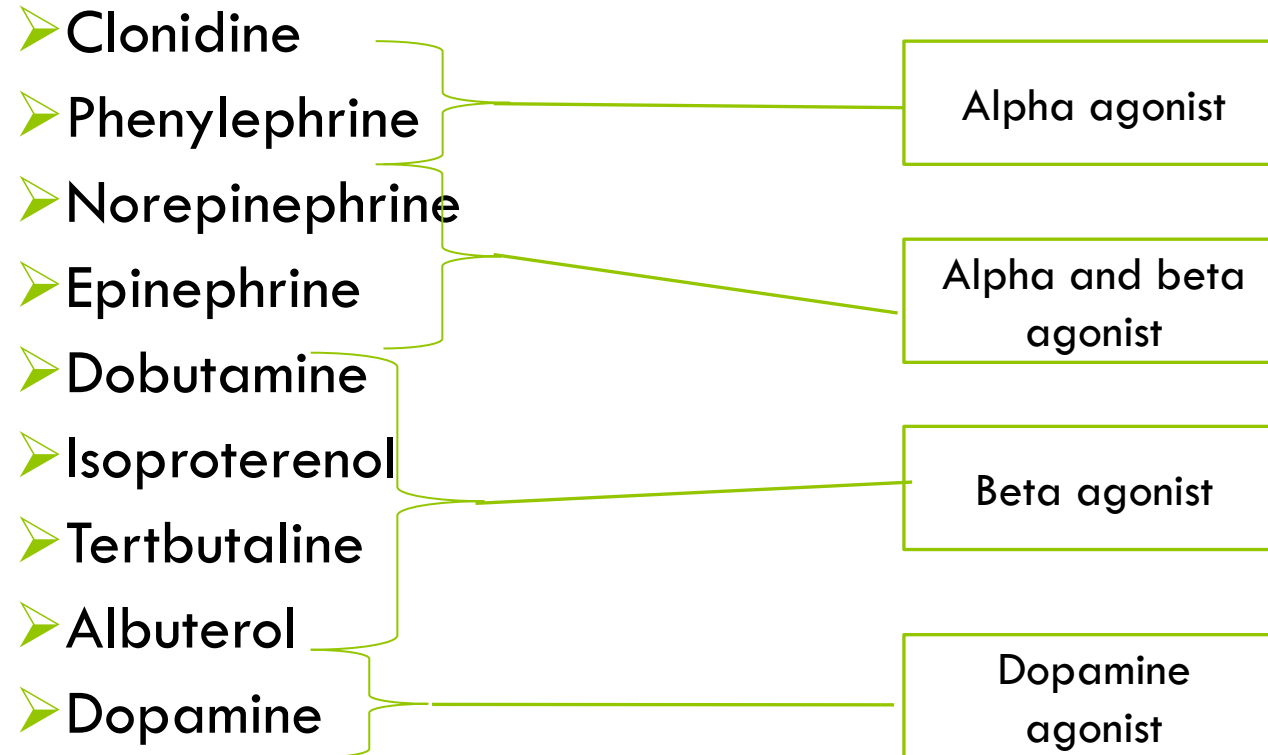 Clonidine
Phenylephrine
Norepinephrine
Epinephrine
Dobutamine
Isoproterenol
Tertbutaline
Albuterol
Dopamine
Alpha agonist
Alpha and beta
agonist
Beta agonist
Dopamine
agonist